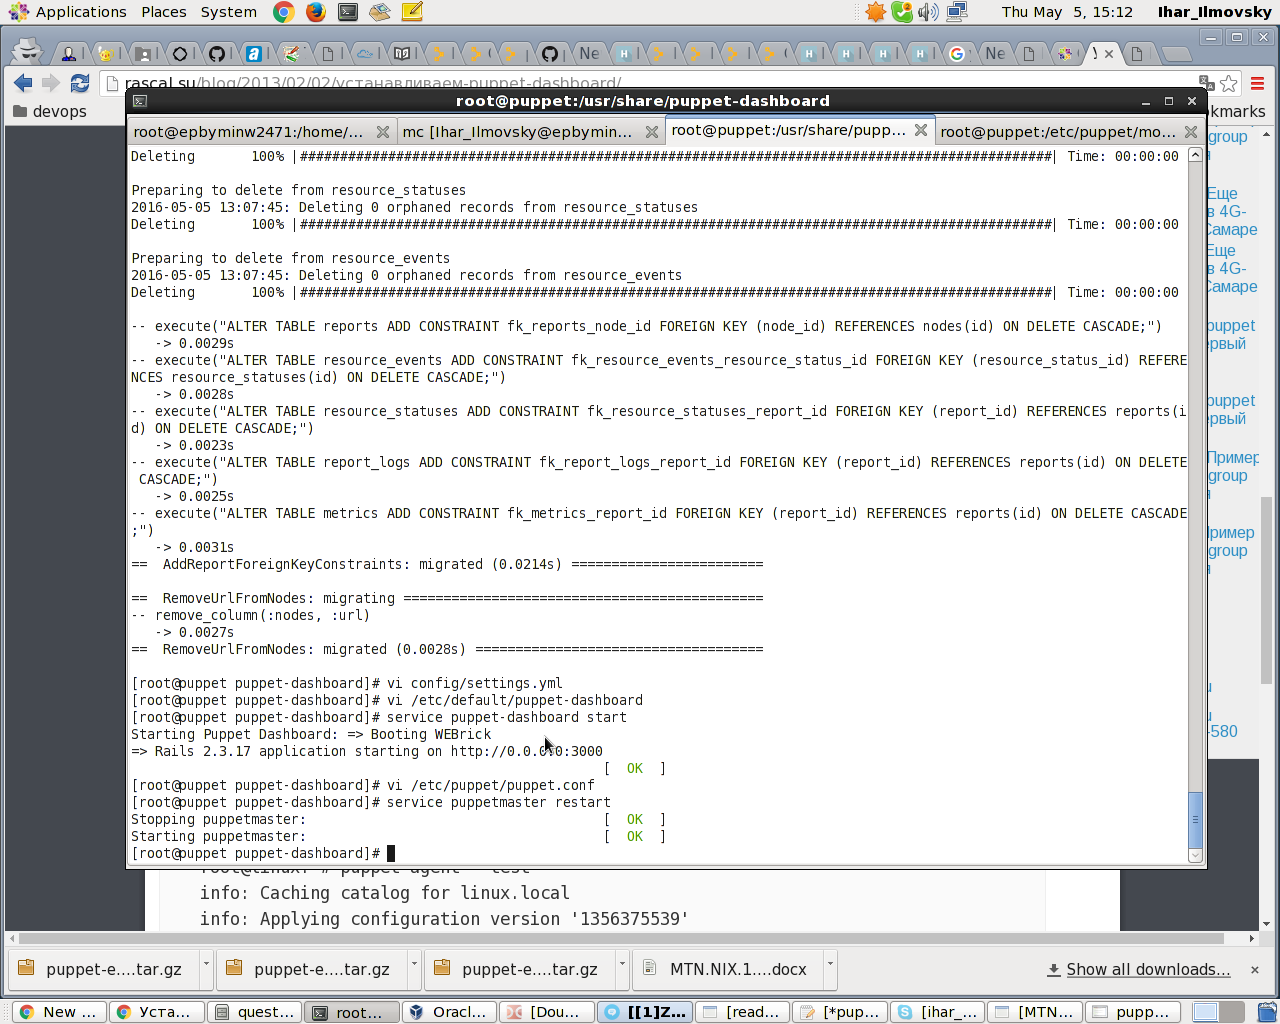 Applications Places System Thu May 5, 15:12 Ihar_Ilmovsky
Ne
Ne
rascal.su/blog/2013/02/02/устанавливаем-puppet-dashboard/
devops
okmarks
root@puppet:/usr/share/puppet-dashboard
root@epbyminw2471:/home/... mc [Ihar_Ilmovsky@epbymin... root@puppet:/usr/share/pupp... root@puppet:/etc/puppet/mo...
Deleting 100% |##############################################################################################| Time: 00:00:00
Preparing to delete from resource_statuses
2016-05-05 13:07:45: Deleting 0 orphaned records from resource_statuses
Deleting 100% |##############################################################################################| Time: 00:00:00
Preparing to delete from resource_events
2016-05-05 13:07:45: Deleting 0 orphaned records from resource_events
Deleting 100% |##############################################################################################| Time: 00:00:00
-- execute("ALTER TABLE reports ADD CONSTRAINT fk_reports_node_id FOREIGN KEY (node_id) REFERENCES nodes(id) ON DELETE CASCADE;")
-> 0.0029s
-- execute("ALTER TABLE resource_events ADD CONSTRAINT fk_resource_events_resource_status_id FOREIGN KEY (resource_status_id) REFERE
NCES resource_statuses(id) ON DELETE CASCADE;")
-> 0.0028s
-- execute("ALTER TABLE resource_statuses ADD CONSTRAINT fk_resource_statuses_report_id FOREIGN KEY (report_id) REFERENCES reports(i
d) ON DELETE CASCADE;")
-> 0.0023s
-- execute("ALTER TABLE report_logs ADD CONSTRAINT fk_report_logs_report_id FOREIGN KEY (report_id) REFERENCES reports(id) ON DELETE
CASCADE;")
-> 0.0025s
-- execute("ALTER TABLE metrics ADD CONSTRAINT fk_metrics_report_id FOREIGN KEY (report_id) REFERENCES reports(id) ON DELETE CASCADE
;")
-> 0.0031s
== AddReportForeignKeyConstraints: migrated (0.0214s) ========================
== RemoveUrlFromNodes: migrating =============================================
-- remove_column(:nodes, :url)
-> 0.0027s
== RemoveUrlFromNodes: migrated (0.0028s) ====================================
[root@puppet puppet-dashboard]# vi config/settings.yml
[root@puppet puppet-dashboard]# vi /etc/default/puppet-dashboard
[root@puppet puppet-dashboard]# service puppet-dashboard start
Starting Puppet Dashboard: => Booting WEBrick
=> Rails 2.3.17 application starting on http://0.0.0.0:3000
[ OK ]
[root@puppet puppet-dashboard]# vi /etc/puppet/puppet.conf
[root@puppet puppet-dashboard]# service puppetmaster restart
Stopping puppetmaster: [ OK ]
Starting puppetmaster: [ OK ]
[root@puppet puppet-dashboard]#
group
Еще
в 4G-
Самаре
Еще
в 4G-
Самаре
puppet
ервый
puppet
ервый
Пример
group
ример
group
-580
info: Caching catalog for linux.local
info: Applying configuration version '1356375539'
puppet-e....tar.gz puppet-e....tar.gz puppet-e....tar.gz MTN.NIX.1....docx Show all downloads...
New ... Уста... quest... root... Oracl... [Dou... [[1]Z... [read... [*pup... [ihar_... [MTN... pupp...